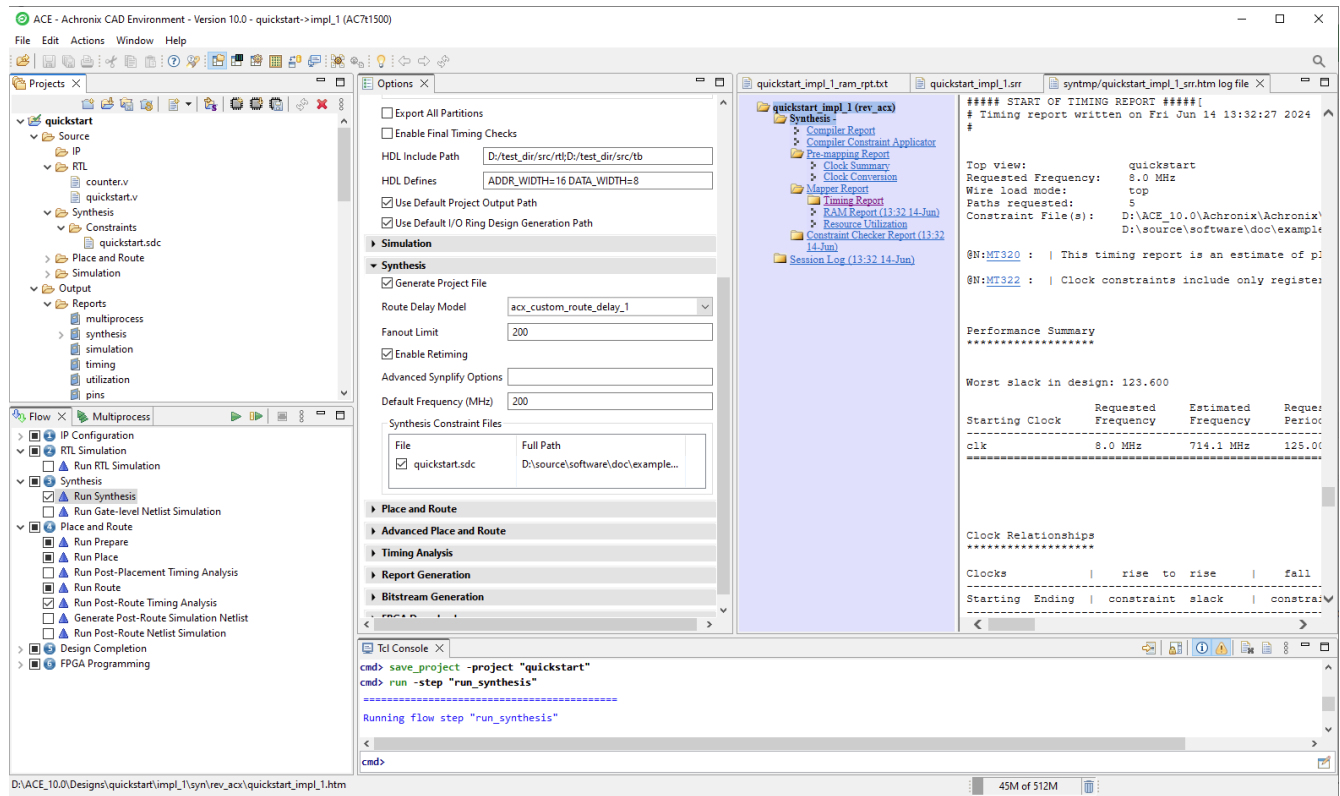 ACE - Achronix CAD Environment - Version 10.0 - quickstart->impl_1 (AC7t1500)
File Edit Actions Window Help
Projects
quickstart
Source
IP
RTL
counter.v
quickstart.v
Synthesis
Constraints
quickstart.sdc
Place and Route
Simulation
Output
Reports
multiprocess
synthesis
simulation
timing
utilization
pins
Flow
Multiprocess
1 IP Configuration
2 RTL Simulation
Run RTL Simulation
3 Synthesis
Run Synthesis
Run Gate-level Netlist Simulation
4 Place and Route
Run Prepare
Run Place
Run Post-Placement Timing Analysis
Run Route
Run Post-Route Timing Analysis
Generate Post-Route Simulation Netlist
Run Post-Route Netlist Simulation
5 Design Completion
6 FPGA Programming
Options
Export All Partitions
Enable Final Timing Checks
HDL Include Path D:/test_dir/src/rtl;D:/test_dir/src/tb
HDL Defines ADDR_WIDTH=16 DATA_WIDTH=8
Use Default Project Output Path
Use Default I/O Ring Design Generation Path
Simulation
Synthesis
Generate Project File
Route Delay Model acx_custom_route_delay_1
Fanout Limit 200
Enable Retiming
Advanced Synplify Options
Default Frequency (MHz) 200
Synthesis Constraint Files
File Full Path
quickstart.sdc D:\source\software\doc\example...
Place and Route
Advanced Place and Route
Timing Analysis
Report Generation
Bitstream Generation
quickstart_impl_1_ram_rpt.txt
quickstart_impl_1.srr
syntmp/quickstart_impl_1_srr.htm log file
quickstart_impl_1 (rev_acx)
Synthesis -
Compiler Report
Compiler Constraint Applicator
Pre-mapping Report
Clock Summary
Clock Conversion
Mapper Report
Timing Report
RAM Report (13:32 14-Jun)
Resource Utilization
Constraint Checker Report (13:32
14-Jun)
Session Log (13:32 14-Jun)
##### START OF TIMING REPORT #####[
# Timing report written on Fri Jun 14 13:32:27 2024
#
Top view: quickstart
Requested Frequency: 8.0 MHz
Wire load mode: top
Paths requested: 5
Constraint File(s): D:\ACE_10.0\Achronix\Achronix\
D:\source\software\doc\example
@N:MT320 : | This timing report is an estimate of pl
@N:MT322 : | Clock constraints include only register
Performance Summary
*******************
Worst slack in design: 123.600
Requested Estimated Reques
Starting Clock Frequency Frequency Period
clk 8.0 MHz 714.1 MHz 125.00
Clock Relationships
*******************
Clocks | rise to rise | fall
Starting Ending | constraint slack | constrai
Tcl Console
cmd> save_project -project "quickstart"
cmd> run -step "run_synthesis"
Running flow step "run_synthesis"
cmd>
D:\ACE_10.0\Designs\quickstart\impl_1\syn\rev_acx\quickstart_impl_1.htm
45M of 512M